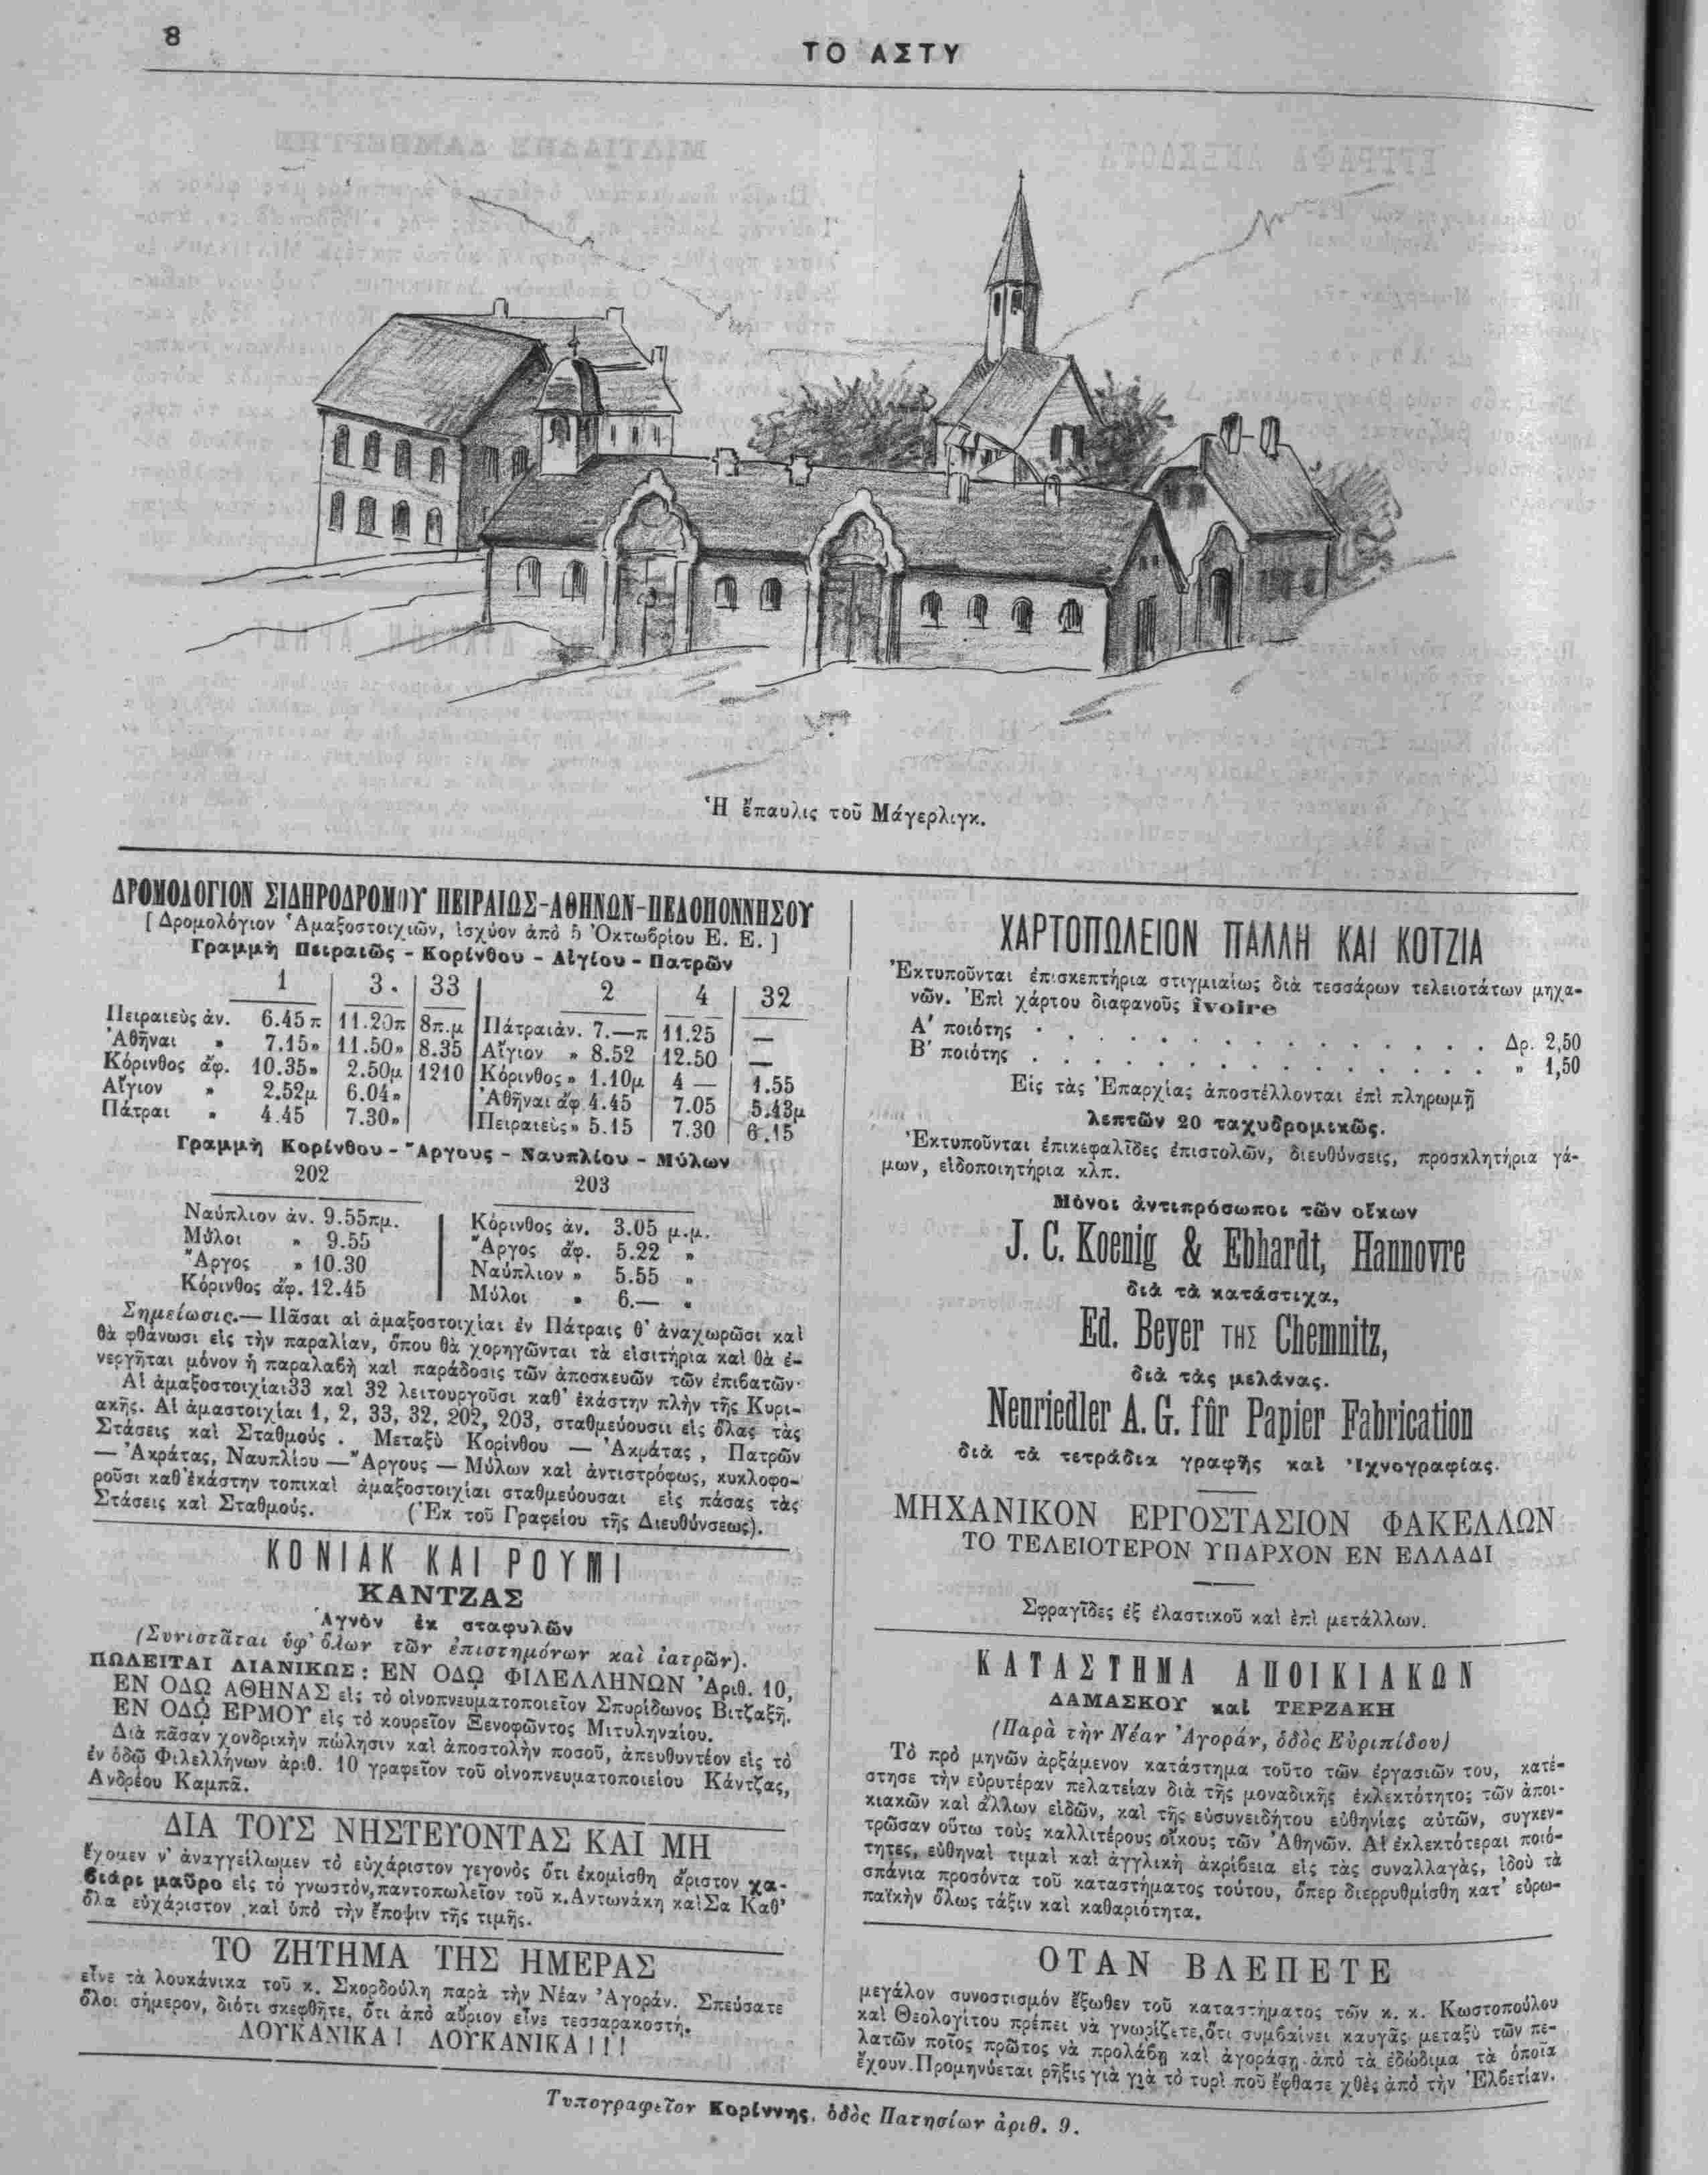 8
ΤΟ ΑΣΤΥ
Ἡ ἔπαυλις τοῦ Μάγερλιγκ.
ΔΡΟΜΟΛΟΓΙΟΝ ΣΙΔΗΡΟΔΡΟΜΟΥ ΠΕΙΡΑΙΩΣ-ΑΘΗΝΩΝ-ΠΕΛΟΠΟΝΝΗΣΟΥ
[Δρομολόγιον Ἁμαξοστοιχιῶν, ἰσχύον ἀπὸ 5 Ὀκτωβρίου Ε. Ε.]
Γραμμὴ Πειραιῶς - Κορίνθου - Αἰγίου - Πατρῶν
1 3. 33 2 4 32
Πειραιεὺς ἀν. 6.45π 11.20π 8π.μ Πάτραι ἀν. 7.—π 11.25 —
Ἀθῆναι » 7.15» 11.50» 8.35 Αἴγιον » 8.52 12.50 —
Κόρινθος ἀφ. 10.35» 2.50μ 1210 Κόρινθος» 1.10μ 4 — 1.55
Αἴγιον » 2.52μ 6.04» Ἀθῆναι ἀφ 4.45 7.05 5.43μ
Πάτραι » 4.45 7.30» Πειραιεὺς» 5.15 7.30 6.15
Γραμμὴ Κορίνθου - Ἄργους - Ναυπλίου - Μύλων
202 203
Ναύπλιον ἀν. 9.55πμ. Κόρινθος ἀν. 3.05 μ.μ.
Μύλοι » 9.55 Ἄργος ἄφ. 5.22 »
Ἄργος » 10.30 Ναύπλιον » 5.55 »
Κόρινθος ἄφ. 12.45 Μύλοι » 6.— »
Σημείωσις.— Πᾶσαι αἱ ἁμαξοστοιχίαι ἐν Πάτραις θ' ἀναχωρῶσι καὶ
θὰ φθάνωσι εἰς τὴν παραλίαν, ὅπου θὰ χορηγῶνται τὰ εἰσιτήρια καὶ θὰ ἐ-
νεργῆται μόνον ἡ παραλαβὴ καὶ παράδοσις τῶν ἀποσκευῶν τῶν ἐπιβατῶν·
Αἱ ἁμαξοστοιχίαι 33 καὶ 32 λειτουργοῦσι καθ' ἑκάστην πλὴν τῆς Κυρι-
ακῆς. Αἱ ἁμαστοιχίαι 1, 2, 33, 32, 202, 203, σταθμεύουσιι εἰς ὅλας τὰς
Στάσεις καὶ Σταθμούς. Μεταξὺ Κορίνθου — Ἀκράτας, Πατρῶν
— Ἀκράτας, Ναυπλίου — Ἄργους — Μύλων καὶ ἀντιστρόφως, κυκλοφο-
ροῦσι καθ' ἑκάστην τοπικαὶ ἁμαξοστοιχίαι σταθμεύουσαι εἰς πάσας τὰς
Στάσεις καὶ Σταθμούς. (Ἐκ τοῦ Γραφείου τῆς Διευθύνσεως).
ΚΟΝΙΑΚ ΚΑΙ ΡΟΥΜΙ
ΚΑΝΤΖΑΣ
Ἁγνὸν ἐκ σταφυλῶν
(Συνιστᾶται ὑφ' ὅλων τῶν ἐπιστημόνων καὶ ἰατρῶν).
ΠΩΛΕΙΤΑΙ ΛΙΑΝΙΚΩΣ: ΕΝ ΟΔῼ ΦΙΛΕΛΛΗΝΩΝ Ἀριθ. 10,
ΕΝ ΟΔῼ ΑΘΗΝΑΣ εἰς τὸ οἰνοπνευματοποιεῖον Σπυρίδωνος Βιτζαξῆ.
ΕΝ ΟΔῼ ΕΡΜΟΥ εἰς τὸ κουρεῖον Ξενοφῶντος Μιτυληναίου.
Διὰ πᾶσαν χονδρικὴν πώλησιν καὶ ἀποστολὴν ποσοῦ, ἀπευθυντέον εἰς τὸ
ἐν ὁδῷ Φιλελλήνων ἀριθ. 10 γραφεῖον τοῦ οἰνοπνευματοποιείου Κάντζας,
Ἀνδρέου Καμπᾶ.
ΔΙΑ ΤΟΥΣ ΝΗΣΤΕΥΟΝΤΑΣ ΚΑΙ ΜΗ
ἔχομεν ν' ἀναγγείλωμεν τὸ εὐχάριστον γεγονὸς ὅτι ἐκομίσθη ἄριστον χα-
βιάρι μαῦρο εἰς τὸ γνωστὸν, παντοπωλεῖον τοῦ κ. Ἀντωνάκη καὶ Σα Καθ'
ὅλα εὐχάριστον καὶ ὑπὸ τὴν ἔποψιν τῆς τιμῆς.
ΤΟ ΖΗΤΗΜΑ ΤΗΣ ΗΜΕΡΑΣ
εἶνε τὰ λουκάνικα τοῦ κ. Σκορδούλη παρὰ τὴν Νέαν Ἀγοράν. Σπεύσατε
ὅλοι σήμερον, διότι σκεφθῆτε, ὅτι ἀπὸ αὔριον εἶνε τεσσαρακοστή.
ΛΟΥΚΑΝΙΚΑ! ΛΟΥΚΑΝΙΚΑ!!!
ΧΑΡΤΟΠΩΛΕΙΟΝ ΠΑΛΛΗ ΚΑΙ ΚΟΤΖΙΑ
Ἐκτυποῦνται ἐπισκεπτήρια στιγμιαίως διὰ τεσσάρων τελειοτάτων μηχα-
νῶν. Ἐπὶ χάρτου διαφανοῦς ivoire
Α' ποιότης . . . . . . . . . . . . Δρ. 2,50
Β' ποιότης . . . . . . . . . . . . » 1,50
Εἰς τὰς Ἐπαρχίας ἀποστέλλονται ἐπὶ πληρωμῇ
λεπτῶν 20 ταχυδρομικῶς.
Ἐκτυποῦνται ἐπικεφαλῖδες ἐπιστολῶν, διευθύνσεις, προσκλητήρια γά-
μων, εἰδοποιητήρια κλπ.
Μόνοι ἀντιπρόσωποι τῶν οἴκων
J. C. Koenig & Ebhardt, Hannovre
διὰ τὰ κατάστιχα,
Ed. Beyer ΤΗΣ Chemnitz,
διὰ τὰς μελάνας.
Neuriedler A. G. fûr Papier Fabrication
διὰ τὰ τετράδια γραφῆς καὶ Ἰχνογραφίας.
ΜΗΧΑΝΙΚΟΝ ΕΡΓΟΣΤΑΣΙΟΝ ΦΑΚΕΛΛΩΝ
ΤΟ ΤΕΛΕΙΟΤΕΡΟΝ ΥΠΑΡΧΟΝ ΕΝ ΕΛΛΑΔΙ
Σφραγῖδες ἐξ ἐλαστικοῦ καὶ ἐπὶ μετάλλων.
ΚΑΤΑΣΤΗΜΑ ΑΠΟΙΚΙΑΚΩΝ
ΔΑΜΑΣΚΟΥ καὶ ΤΕΡΖΑΚΗ
(Παρὰ τὴν Νέαν Ἀγοράν, ὁδὸς Εὐριπίδου)
Τὸ πρὸ μηνῶν ἀρξάμενον κατάστημα τοῦτο τῶν ἐργασιῶν του, κατέ-
στησε τὴν εὐρυτέραν πελατείαν διὰ τῆς μοναδικῆς ἐκλεκτότητος τῶν ἀποι-
κιακῶν καὶ ἄλλων εἰδῶν, καὶ τῆς εὐσυνειδήτου εὐθηνίας αὐτῶν, συγκεν-
τρῶσαν οὕτω τοὺς καλλιτέρους οἴκους τῶν Ἀθηνῶν. Αἱ ἐκλεκτότεραι ποιό-
τητες, εὐθηναὶ τιμαὶ καὶ ἀγγλικὴ ἀκρίβεια εἰς τὰς συναλλαγάς, ἰδοὺ τὰ
σπάνια προσόντα τοῦ καταστήματος τούτου, ὅπερ διερρυθμίσθη κατ' εὐρω-
παϊκὴν ὅλως τάξιν καὶ καθαριότητα.
ΟΤΑΝ ΒΛΕΠΕΤΕ
μεγάλον συνοστισμὸν ἔξωθεν τοῦ καταστήματος τῶν κ. κ. Κωστοπούλου
καὶ Θεολογίτου πρέπει νὰ γνωρίζετε, ὅτι συμβαίνει καυγᾶς μεταξὺ τῶν πε-
λατῶν ποῖος πρῶτος νὰ προλάβῃ καὶ ἀγοράσῃ ἀπὸ τὰ ἐδώδιμα τὰ ὁποῖα
ἔχουν. Προμηνύεται ρῆξις γιὰ γιὰ τὸ τυρὶ ποῦ ἔφθασε χθὲς ἀπὸ τὴν Ἑλβετίαν.
Τυπογραφεῖον Κορίννης, ὁδὸς Πατησίων ἀριθ. 9.